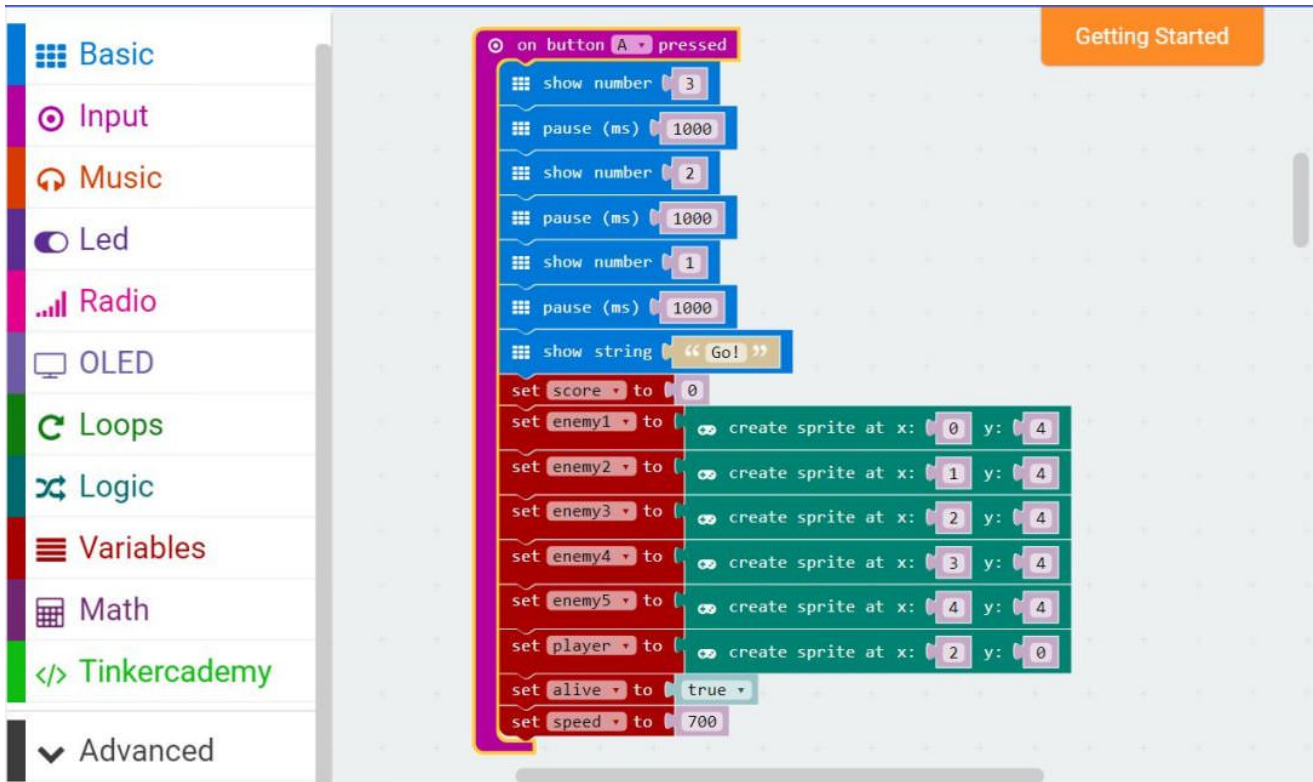 Basic
Input
Music
Led
Radio
OLED
Loops
Logic
Variables
Math
Tinkercademy
Advanced
on button A pressed
show number 3
pause (ms) 1000
show number 2
pause (ms) 1000
show number 1
pause (ms) 1000
show string “ Go! ”
set score to 0
set enemy1 to create sprite at x: 0 y: 4
set enemy2 to create sprite at x: 1 y: 4
set enemy3 to create sprite at x: 2 y: 4
set enemy4 to create sprite at x: 3 y: 4
set enemy5 to create sprite at x: 4 y: 4
set player to create sprite at x: 2 y: 0
set alive to true
set speed to 700
Getting Started